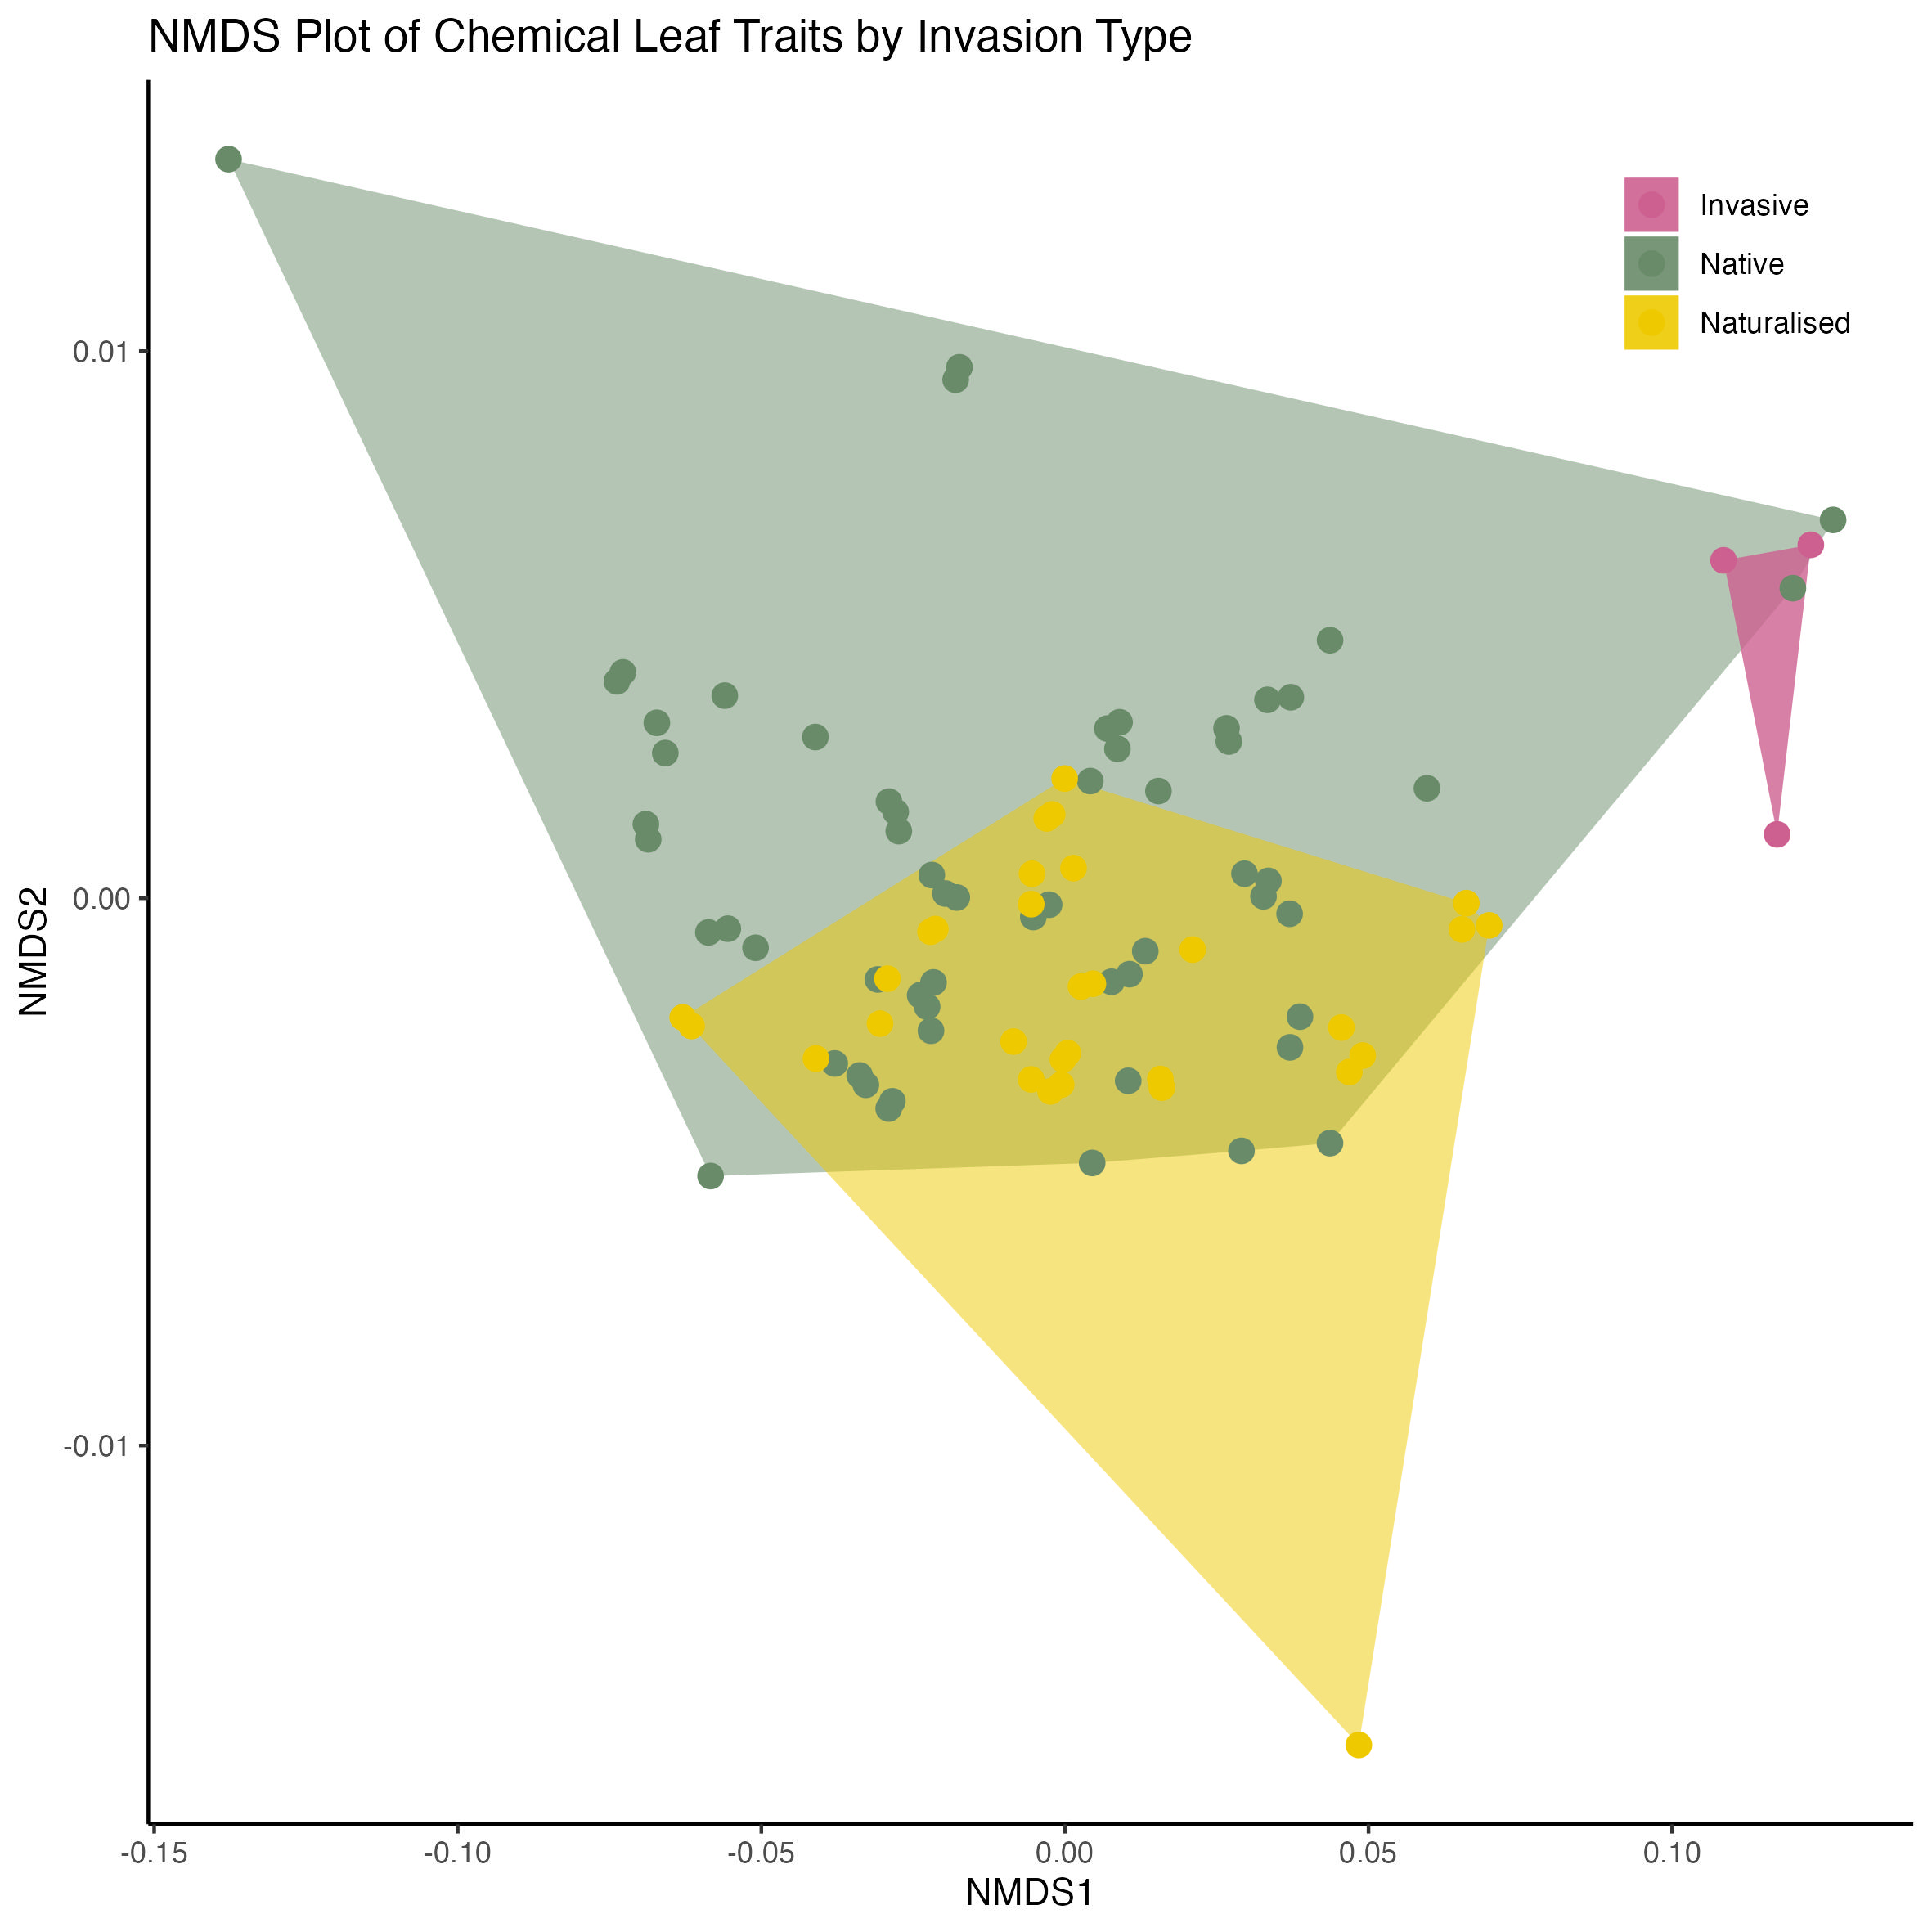 NMDS Plot of Chemical Leaf Traits by Invasion Type
Invasive
Native
Naturalised
0.01
0.00
-0.01
NMDS2
-0.15 -0.10 -0.05 0.00 0.05 0.10
NMDS1